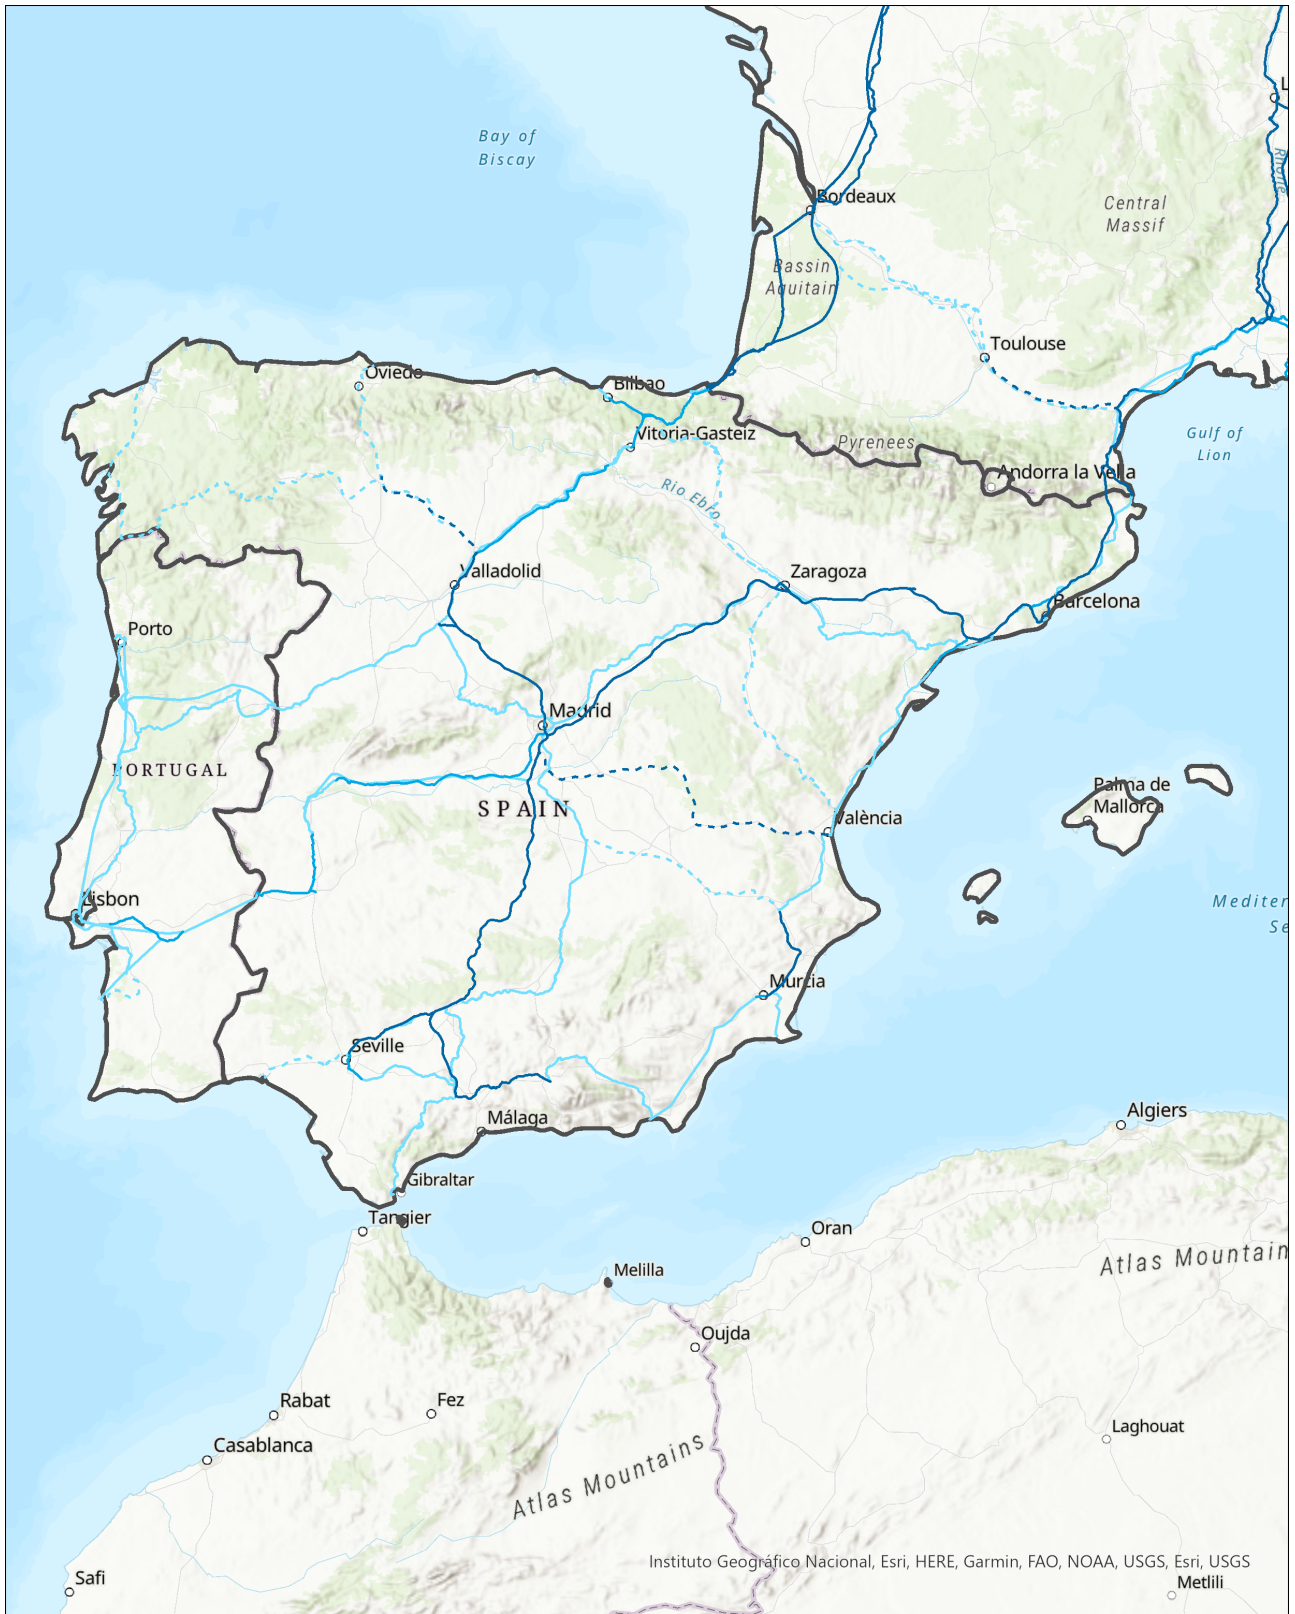 Bay of
Biscay
L
Rhône
Bordeaux
Central
Massif
Bassin
Aquitain
Toulouse
Oviedo
Bilbao
Vitoria-Gasteiz
Pyrenees
Gulf of
Lion
Andorra la Vella
Rio Ebro
Valladolid
Zaragoza
Barcelona
Porto
Madrid
PORTUGAL
SPAIN
Palma de
Mallorca
València
Lisbon
Mediter
Se
Murcia
Seville
Málaga
Algiers
Gibraltar
Tangier
Oran
Atlas Mountain
Melilla
Oujda
Rabat
Fez
Casablanca
Laghouat
Atlas Mountains
Instituto Geográfico Nacional, Esri, HERE, Garmin, FAO, NOAA, USGS, Esri, USGS
Safi
Metlili